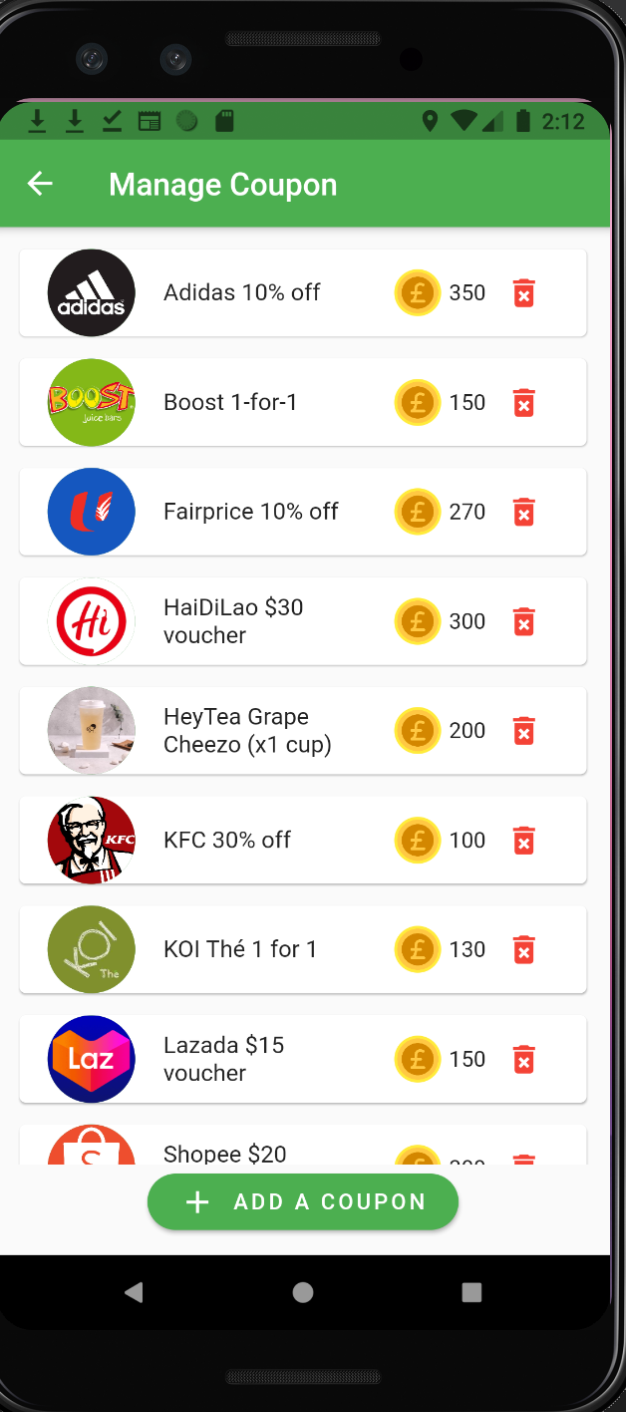 2:12
Manage Coupon
adidas
Adidas 10% off
£ 350
BOOST
juice bars
Boost 1-for-1
£ 150
Fairprice 10% off
£ 270
Hi
HaiDiLao $30
voucher
£ 300
HeyTea Grape
Cheezo (x1 cup)
£ 200
KFC
KFC 30% off
£ 100
KOI
The
KOI Thé 1 for 1
£ 130
Laz
Lazada $15
voucher
£ 150
S
Shopee $20
+ ADD A COUPON